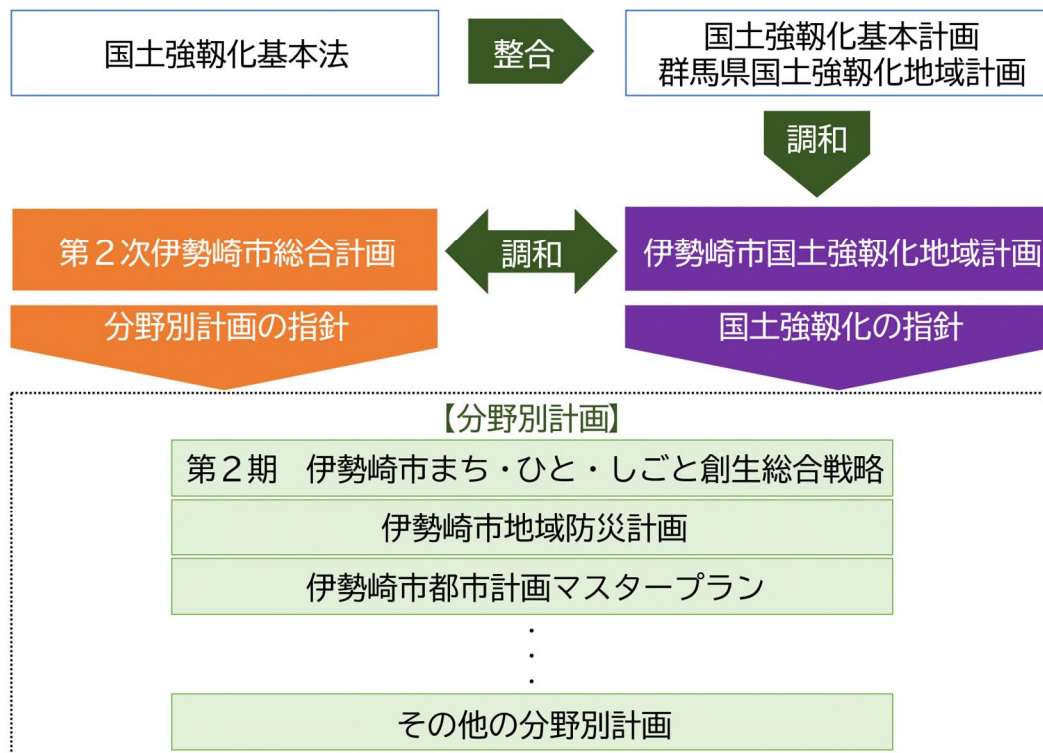 国土強靱化基本法
整合
国土強靱化基本計画
群馬県国土強靱化地域計画
調和
第２次伊勢崎市総合計画
調和
伊勢崎市国土強靱化地域計画
分野別計画の指針
国土強靱化の指針
【分野別計画】
第２期　伊勢崎市まち・ひと・しごと創生総合戦略
伊勢崎市地域防災計画
伊勢崎市都市計画マスタープラン
・
・
・
その他の分野別計画